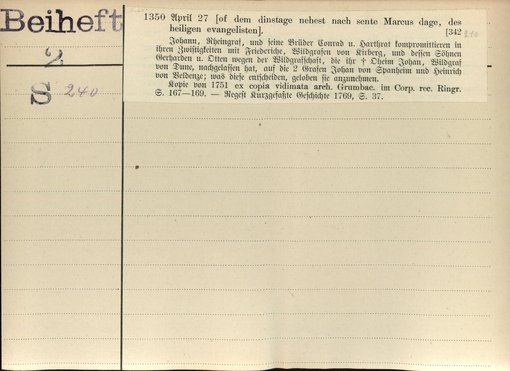 Beiheft
2
S 240
1350 April 27 [of dem dinstage nehest nach sente Marcus dage, des
heiligen evangelisten]. [342
240
Johann, Rheingraf, und seine Brüder Conrad u. Harthrat kompromittieren in
ihren Zwistigkeiten mit Friederiche, Wildgrafen von Kirberg, und dessen Söhnen
Gerharden u. Otten wegen der Wildgrafschaft, die ihr † Oheim Johan, Wildgraf
von Dune, nachgelassen hat, auf die 2 Grafen Johan von Spanheim und Heinrich
von Veldenze; was diese entscheiden, geloben sie anzunehmen.
Kopie von 1751 ex copia vidimata arch. Grumbac. im Corp. rec. Ringr.
S. 167—169. — Regest Kurzgefaßte Geschichte 1769, S. 37.